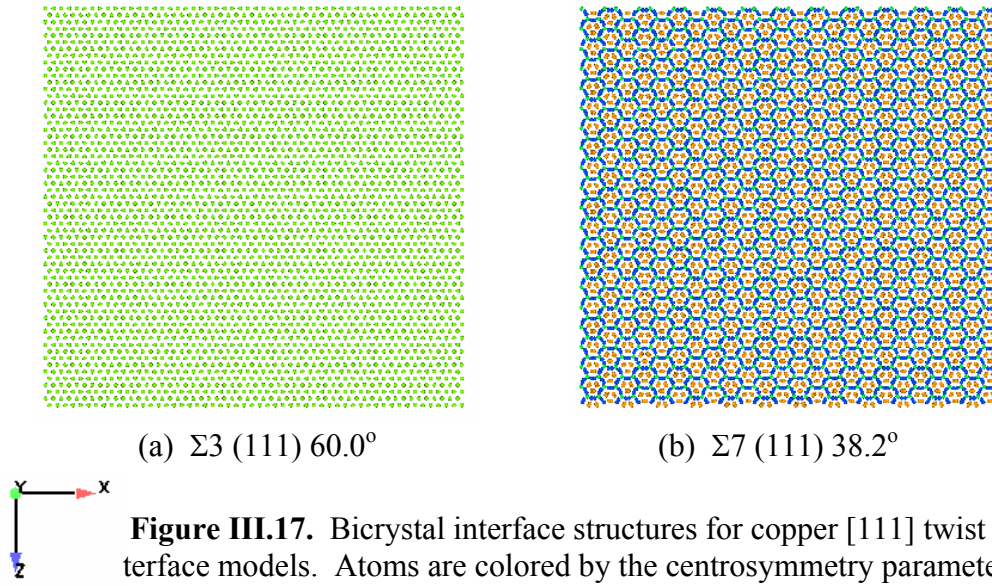 (a) Σ3 (111) 60.0°
(b) Σ7 (111) 38.2°
Y X
Z
Figure III.17. Bicrystal interface structures for copper [111] twist
terface models. Atoms are colored by the centrosymmetry paramete